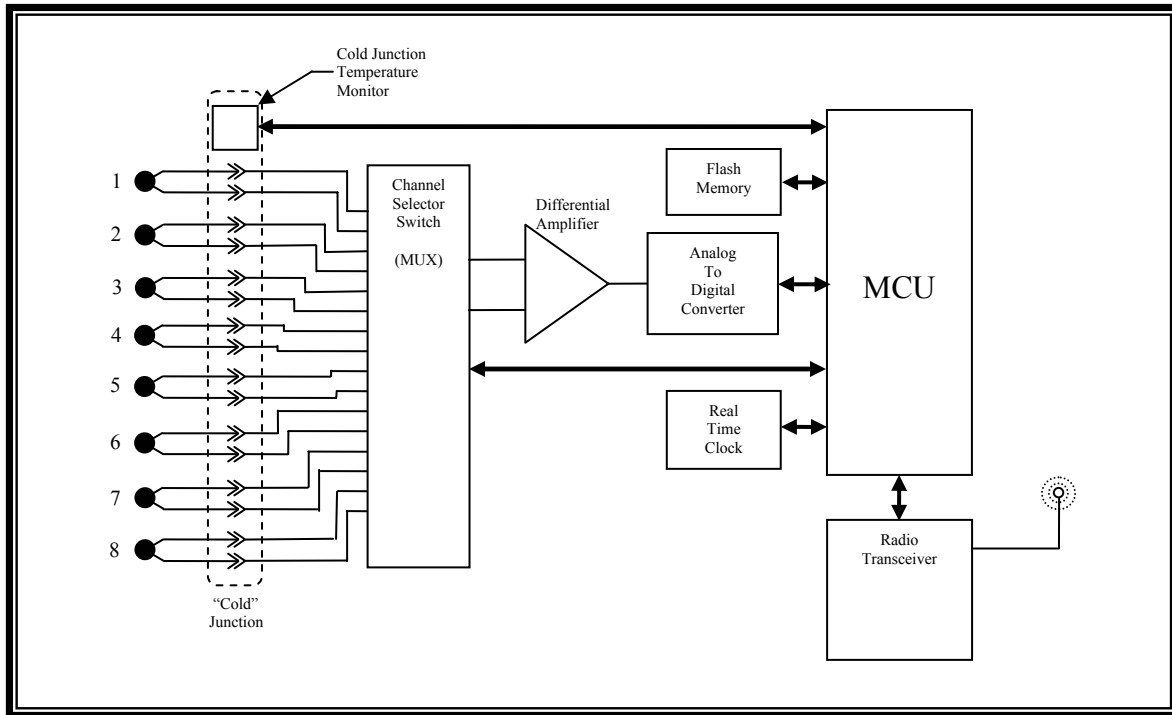 Cold Junction
Temperature
Monitor
1
2
3
4
5
6
7
8
“Cold”
Junction
Channel
Selector
Switch
(MUX)
Differential
Amplifier
Flash
Memory
Analog
To
Digital
Converter
Real
Time
Clock
MCU
Radio
Transceiver